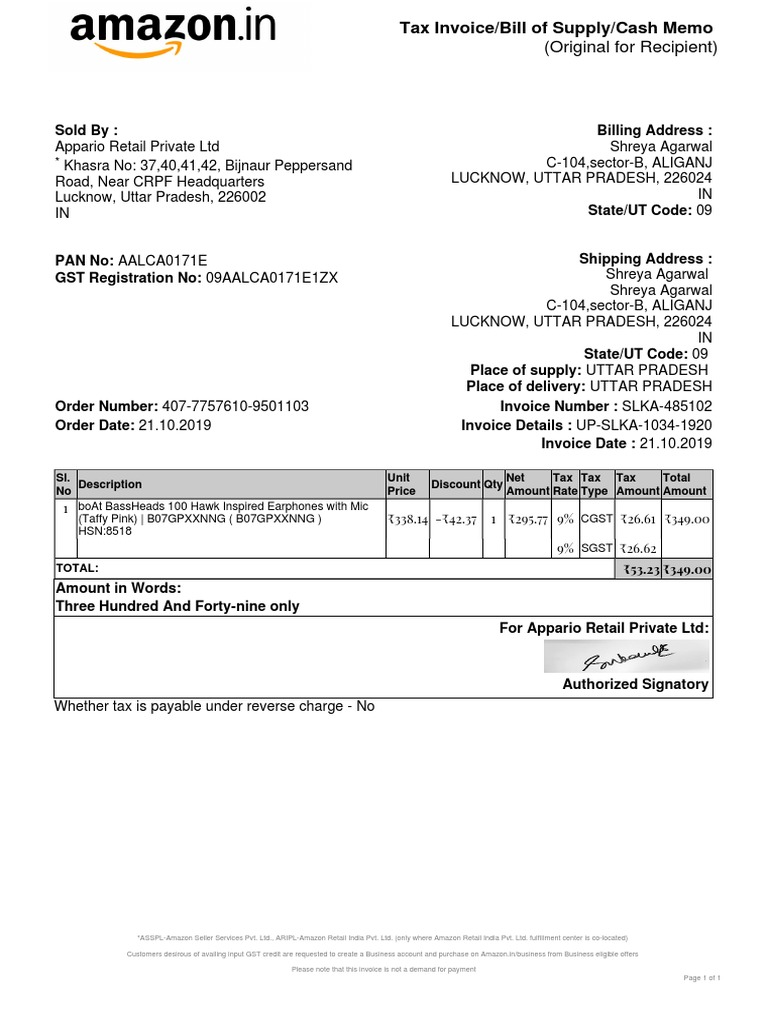 amazon.in
Tax Invoice/Bill of Supply/Cash Memo
(Original for Recipient)
Sold By :
Appario Retail Private Ltd
* Khasra No: 37,40,41,42, Bijnaur Peppersand
Road, Near CRPF Headquarters
Lucknow, Uttar Pradesh, 226002
IN
Billing Address :
Shreya Agarwal
C-104,sector-B, ALIGANJ
LUCKNOW, UTTAR PRADESH, 226024
IN
State/UT Code: 09
PAN No: AALCA0171E
GST Registration No: 09AALCA0171E1ZX
Shipping Address :
Shreya Agarwal
Shreya Agarwal
C-104,sector-B, ALIGANJ
LUCKNOW, UTTAR PRADESH, 226024
IN
State/UT Code: 09
Place of supply: UTTAR PRADESH
Place of delivery: UTTAR PRADESH
Order Number: 407-7757610-9501103
Order Date: 21.10.2019
Invoice Number : SLKA-485102
Invoice Details : UP-SLKA-1034-1920
Invoice Date : 21.10.2019
Sl. No Description Unit Price Discount Qty Net Amount Tax Rate Tax Type Tax Amount Total Amount
1 boAt BassHeads 100 Hawk Inspired Earphones with Mic
(Taffy Pink) | B07GPXXNNG ( B07GPXXNNG ) ₹338.14 -₹42.37 1 ₹295.77 9% CGST ₹26.61 ₹349.00
HSN:8518
9% SGST ₹26.62
TOTAL: ₹53.23 ₹349.00
Amount in Words:
Three Hundred And Forty-nine only
For Appario Retail Private Ltd:
Authorized Signatory
Whether tax is payable under reverse charge - No
*ASSPL-Amazon Seller Services Pvt. Ltd., ARIPL-Amazon Retail India Pvt. Ltd. (only where Amazon Retail India Pvt. Ltd. fulfillment center is co-located)
Customers desirous of availing input GST credit are requested to create a Business account and purchase on Amazon.in/business from Business eligible offers
Please note that this invoice is not a demand for payment
Page 1 of 1